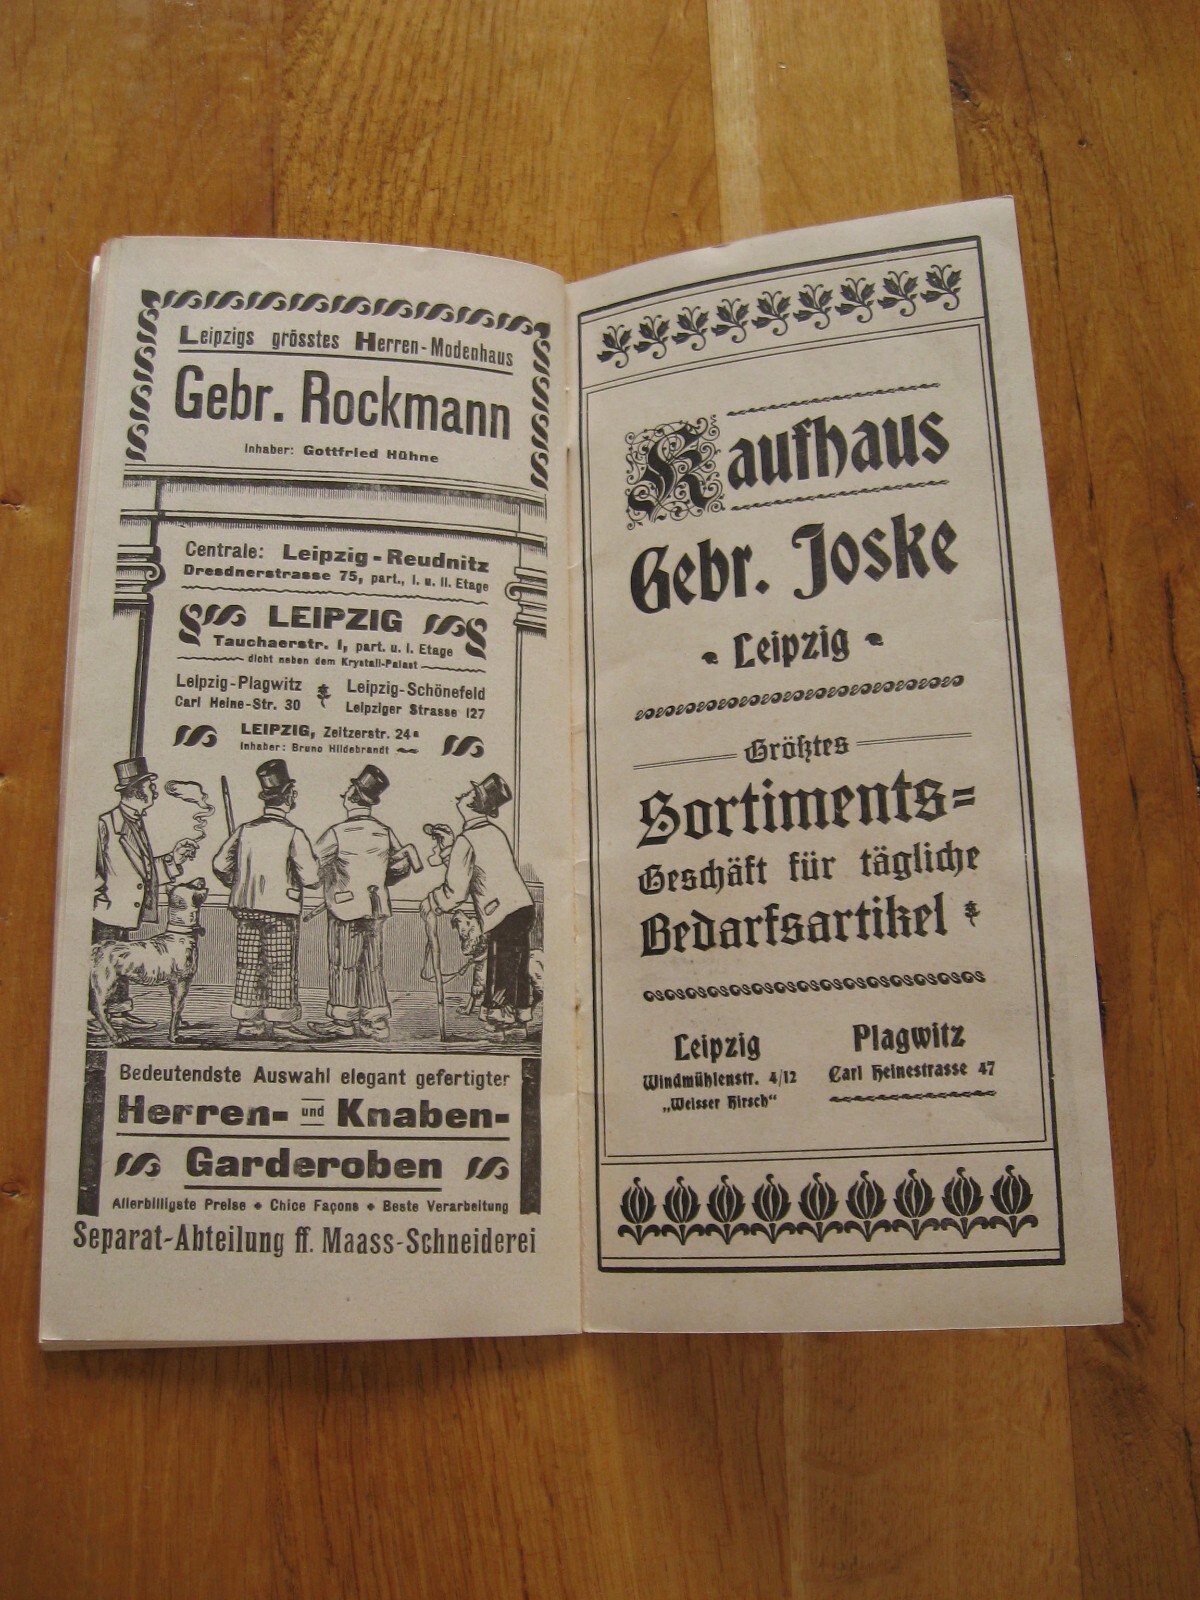 Leipzigs grösstes Herren-Modenhaus
Gebr. Rockmann
Inhaber: Gottfried Hühne
Centrale: Leipzig-Reudnitz
Dresdnerstrasse 75, part., I. u. II. Etage
LEIPZIG
Tauchaerstr. 1, part. u. I. Etage
dicht neben dem Krystall-Palast
Leipzig-Plagwitz
Carl Heine-Str. 30
Leipzig-Schönefeld
Leipziger Strasse 127
LEIPZIG, Zeitzerstr. 24a
Inhaber: Bruno Hildebrandt
Bedeutendste Auswahl elegant gefertigter
Herren- und Knaben-
Garderoben
Allerbilligste Preise ◆ Chice Façons ◆ Beste Verarbeitung
Separat-Abteilung ff. Maass-Schneiderei
Kaufhaus
Gebr. Joske
Leipzig
Größtes
Sortiments=
Geschäft für tägliche
Bedarfsartikel
Leipzig
Windmühlenstr. 4/12
„Weisser Hirsch“
Plagwitz
Carl Heinestrasse 47